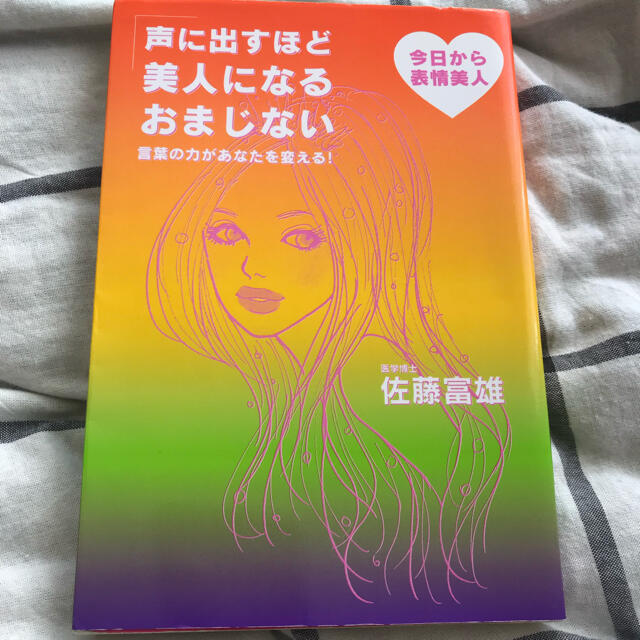 「声に出すほど
美人になる
おまじない
言葉の力があなたを変える!
今日から
表情美人
医学博士
佐藤富雄